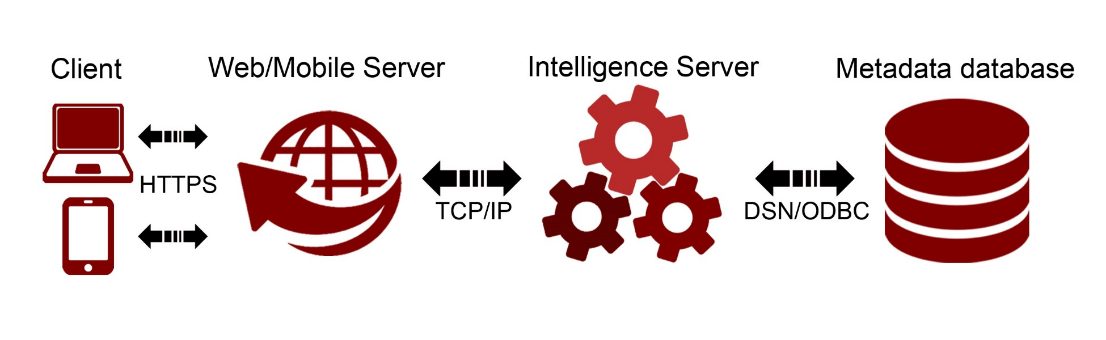 Client
Web/Mobile Server
Intelligence Server
Metadata database
HTTPS
TCP/IP
DSN/ODBC